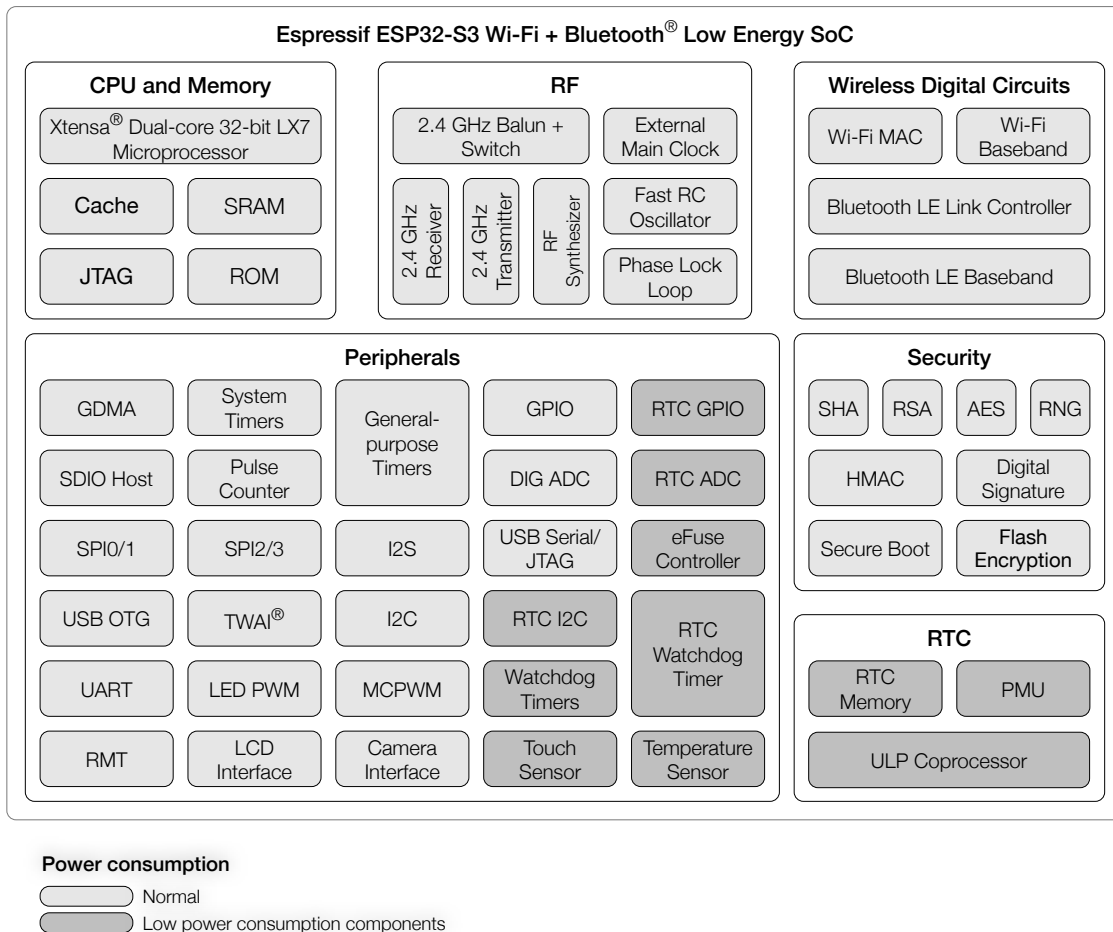 Espressif ESP32-S3 Wi-Fi + Bluetooth® Low Energy SoC
CPU and Memory
Xtensa® Dual-core 32-bit LX7
Microprocessor
Cache
SRAM
JTAG
ROM
RF
2.4 GHz Balun +
Switch
External
Main Clock
2.4 GHz
Receiver
2.4 GHz
Transmitter
RF
Synthesizer
Fast RC
Oscillator
Phase Lock
Loop
Wireless Digital Circuits
Wi-Fi MAC
Wi-Fi
Baseband
Bluetooth LE Link Controller
Bluetooth LE Baseband
Peripherals
GDMA
System
Timers
General-
purpose
Timers
GPIO
RTC GPIO
SDIO Host
Pulse
Counter
DIG ADC
RTC ADC
SPI0/1
SPI2/3
I2S
USB Serial/
JTAG
eFuse
Controller
USB OTG
TWAI®
I2C
RTC I2C
RTC
Watchdog
Timer
UART
LED PWM
MCPWM
Watchdog
Timers
RMT
LCD
Interface
Camera
Interface
Touch
Sensor
Temperature
Sensor
Security
SHA
RSA
AES
RNG
HMAC
Digital
Signature
Secure Boot
Flash
Encryption
RTC
RTC
Memory
PMU
ULP Coprocessor
Power consumption
Normal
Low power consumption components